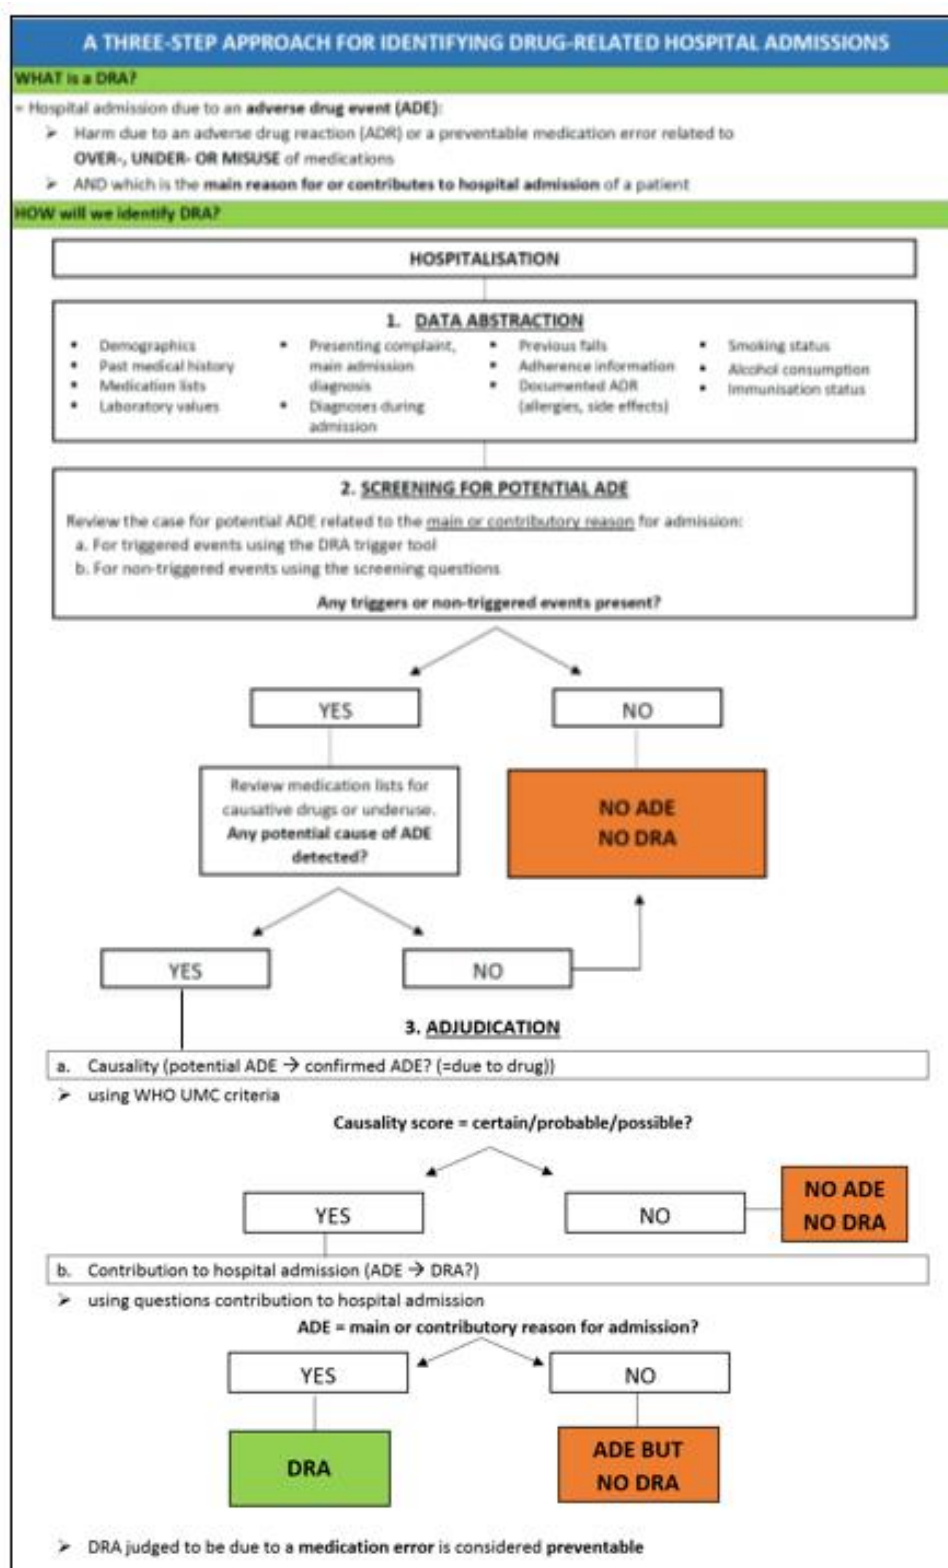 A THREE-STEP APPROACH FOR IDENTIFYING DRUG-RELATED HOSPITAL ADMISSIONS
WHAT is a DRA?
= Hospital admission due to an adverse drug event (ADE):
➤ Harm due to an adverse drug reaction (ADR) or a preventable medication error related to
OVER-, UNDER- OR MISUSE of medications
➤ AND which is the main reason for or contributes to hospital admission of a patient
HOW will we identify DRA?
HOSPITALISATION
1. DATA ABSTRACTION
▪ Demographics
▪ Past medical history
▪ Medication lists
▪ Laboratory values
▪ Presenting complaint,
main admission
diagnosis
▪ Diagnoses during
admission
▪ Previous falls
▪ Adherence information
▪ Documented ADR
(allergies, side effects)
▪ Smoking status
▪ Alcohol consumption
▪ Immunisation status
2. SCREENING FOR POTENTIAL ADE
Review the case for potential ADE related to the main or contributory reason for admission:
a. For triggered events using the DRA trigger tool
b. For non-triggered events using the screening questions
Any triggers or non-triggered events present?
YES
NO
Review medication lists for
causative drugs or underuse.
Any potential cause of ADE
detected?
NO ADE
NO DRA
YES
NO
3. ADJUDICATION
a. Causality (potential ADE → confirmed ADE? (=due to drug))
➤ using WHO UMC criteria
Causality score = certain/probable/possible?
YES
NO
NO ADE
NO DRA
b. Contribution to hospital admission (ADE → DRA?)
➤ using questions contribution to hospital admission
ADE = main or contributory reason for admission?
YES
NO
DRA
ADE BUT
NO DRA
➤ DRA judged to be due to a medication error is considered preventable